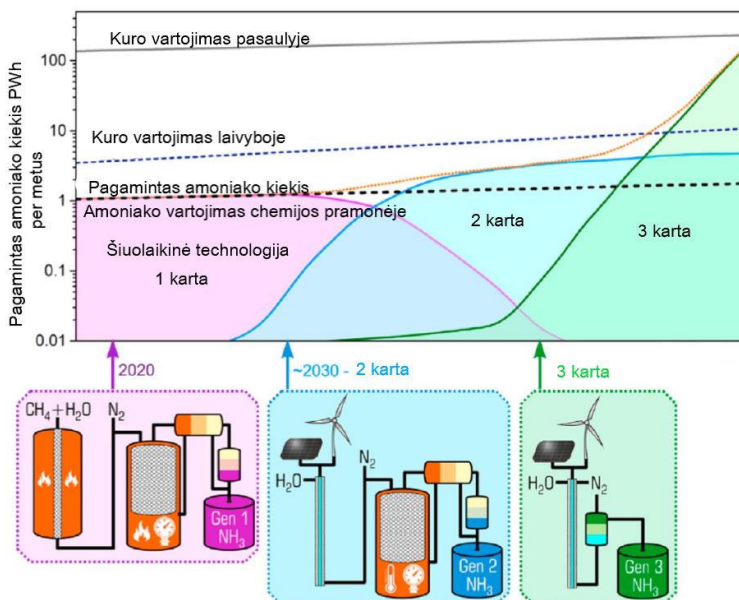 Pagamintas amoniako kiekis PWh
per metus
100
10
1
0.1
0.01
Kuro vartojimas pasaulyje
Kuro vartojimas laivyboje
Pagamintas amoniako kiekis
Amoniako vartojimas chemijos pramonėje
Šiuolaikinė technologija
1 karta
2 karta
3 karta
2020
~2030 - 2 karta
3 karta
CH₄+H₂O
N₂
Gen 1
NH₃
H₂O
N₂
Gen 2
NH₃
H₂O
N₂
Gen 3
NH₃